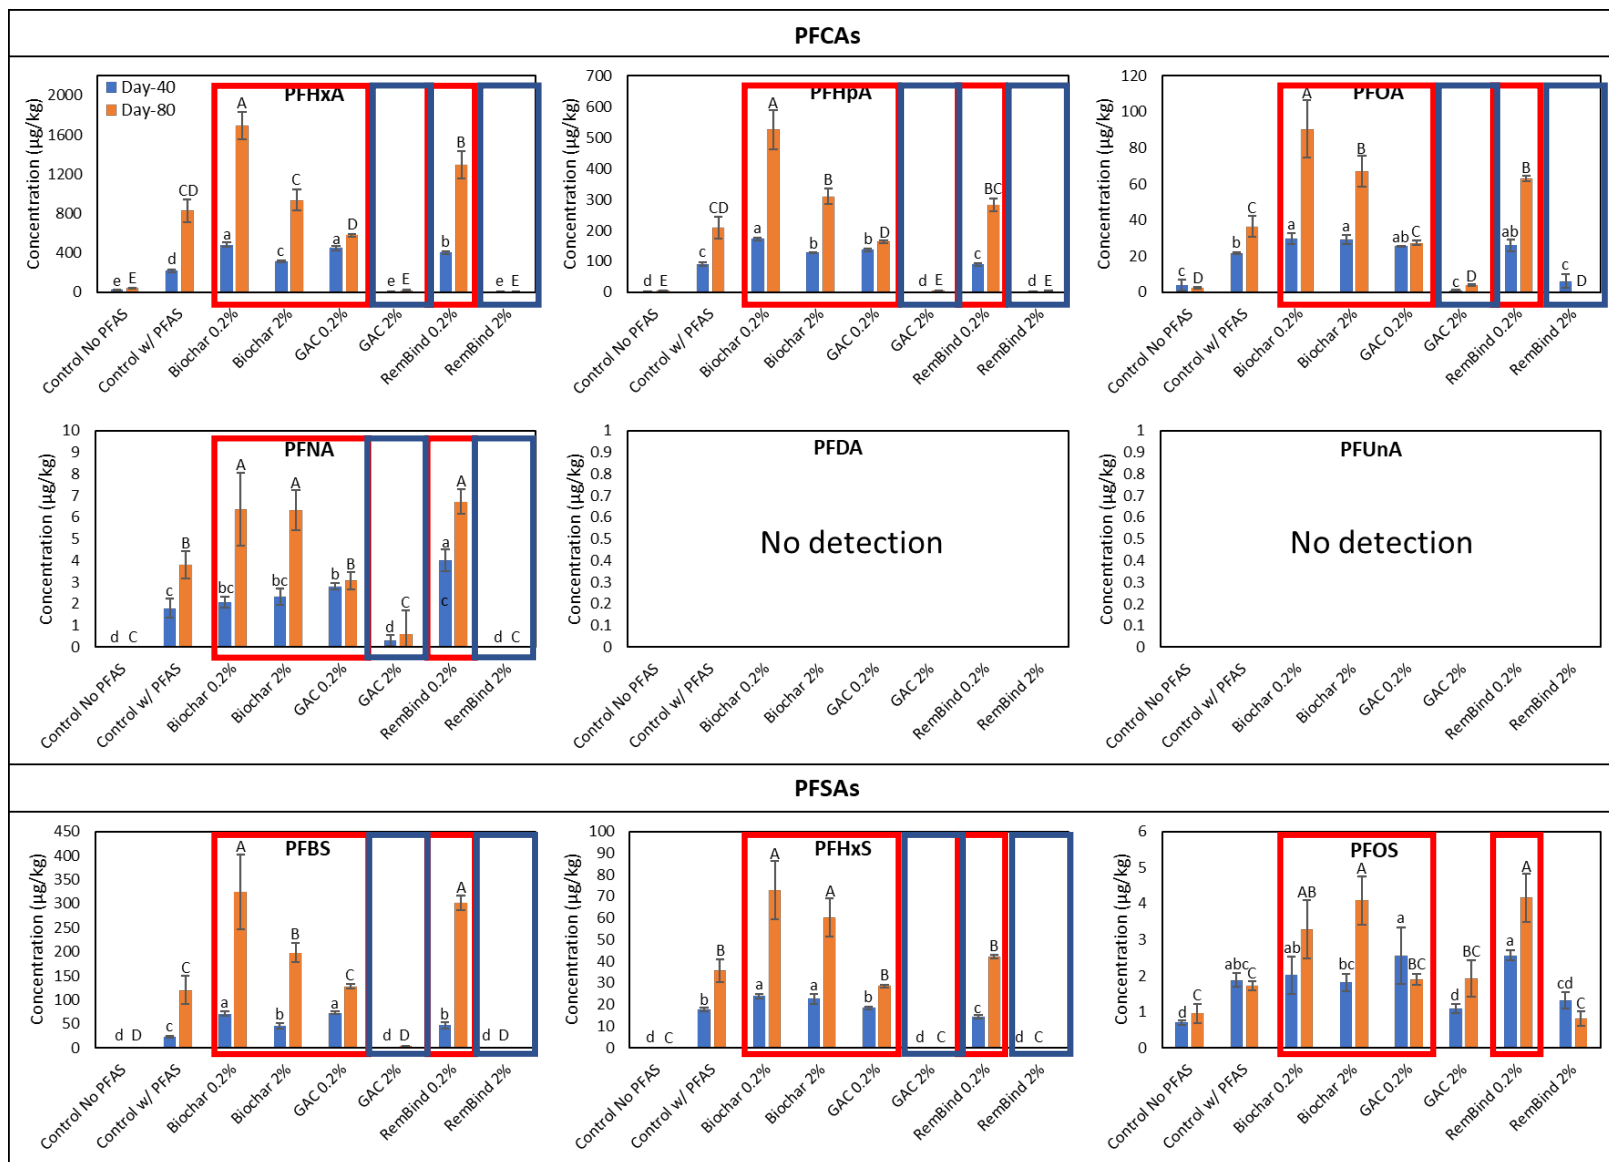 PFCAs
PFHxA
Day-40
Day-80
Concentration (µg/kg)
2000
1600
1200
800
400
0
e E
d CD
a A
c C
a D
e E
b B
e E
Control No PFAS
Control w/ PFAS
Biochar 0.2%
Biochar 2%
GAC 0.2%
GAC 2%
RemBind 0.2%
RemBind 2%
PFHpA
Concentration (µg/kg)
700
600
500
400
300
200
100
0
d E
c CD
a A
b B
b D
d E
c BC
d E
Control No PFAS
Control w/ PFAS
Biochar 0.2%
Biochar 2%
GAC 0.2%
GAC 2%
RemBind 0.2%
RemBind 2%
PFOA
Concentration (µg/kg)
120
100
80
60
40
20
0
c D
b C
a A
a B
ab C
c D
ab B
c D
Control No PFAS
Control w/ PFAS
Biochar 0.2%
Biochar 2%
GAC 0.2%
GAC 2%
RemBind 0.2%
RemBind 2%
PFNA
Concentration (µg/kg)
10
9
8
7
6
5
4
3
2
1
0
d C
c B
bc A
bc A
b B
d C
a A
c
d C
Control No PFAS
Control w/ PFAS
Biochar 0.2%
Biochar 2%
GAC 0.2%
GAC 2%
RemBind 0.2%
RemBind 2%
PFDA
Concentration (µg/kg)
1
0.9
0.8
0.7
0.6
0.5
0.4
0.3
0.2
0.1
0
No detection
Control No PFAS
Control w/ PFAS
Biochar 0.2%
Biochar 2%
GAC 0.2%
GAC 2%
RemBind 0.2%
RemBind 2%
PFUnA
Concentration (µg/kg)
1
0.9
0.8
0.7
0.6
0.5
0.4
0.3
0.2
0.1
0
No detection
Control No PFAS
Control w/ PFAS
Biochar 0.2%
Biochar 2%
GAC 0.2%
GAC 2%
RemBind 0.2%
RemBind 2%
PFSAs
PFBS
Concentration (µg/kg)
450
400
350
300
250
200
150
100
50
0
d D
c C
a A
b B
a C
d D
b A
d D
Control No PFAS
Control w/ PFAS
Biochar 0.2%
Biochar 2%
GAC 0.2%
GAC 2%
RemBind 0.2%
RemBind 2%
PFHxS
Concentration (µg/kg)
100
90
80
70
60
50
40
30
20
10
0
d C
b B
a A
a A
b B
d C
c B
d C
Control No PFAS
Control w/ PFAS
Biochar 0.2%
Biochar 2%
GAC 0.2%
GAC 2%
RemBind 0.2%
RemBind 2%
PFOS
Concentration (µg/kg)
6
5
4
3
2
1
0
d C
abc C
ab AB
bc A
a BC
d BC
a A
cd C
Control No PFAS
Control w/ PFAS
Biochar 0.2%
Biochar 2%
GAC 0.2%
GAC 2%
RemBind 0.2%
RemBind 2%